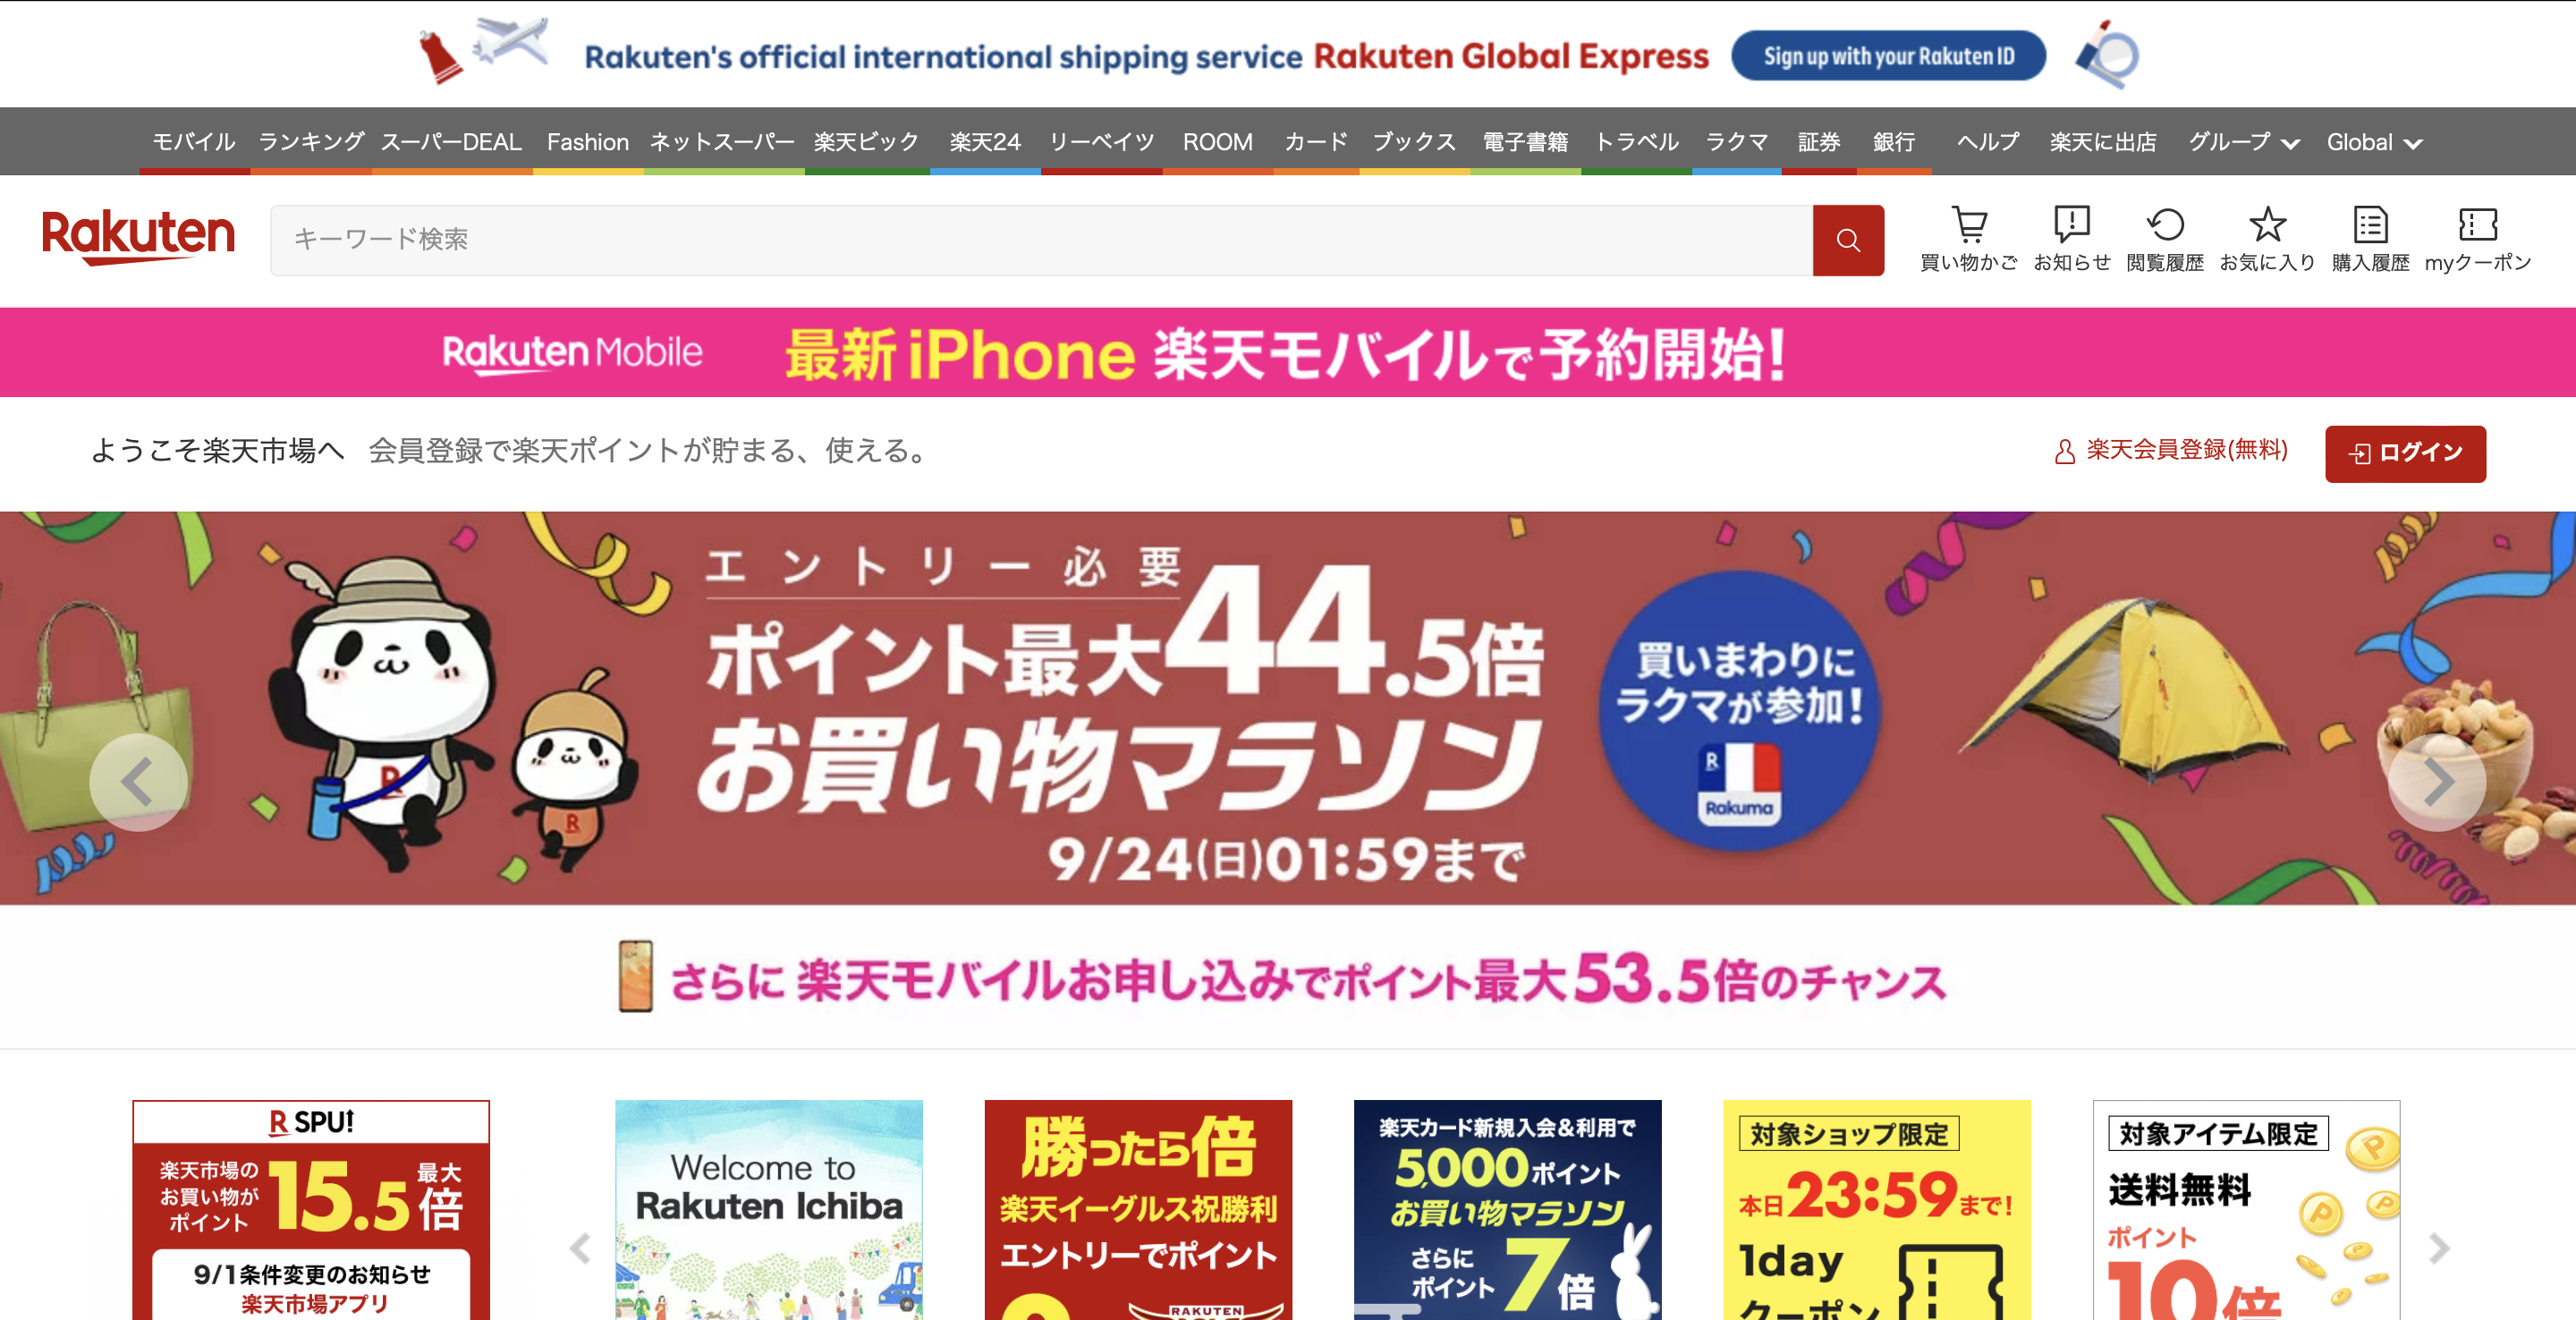 Rakuten's official international shipping service Rakuten Global Express
Sign up with your Rakuten ID
モバイル ランキング スーパーDEAL Fashion ネットスーパー 楽天ビック 楽天24 リーベイツ ROOM カード ブックス 電子書籍 トラベル ラクマ 証券 銀行 ヘルプ 楽天に出店 グループ Global
Rakuten
キーワード検索
買い物かご お知らせ 閲覧履歴 お気に入り 購入履歴 myクーポン
Rakuten Mobile 最新iPhone 楽天モバイルで予約開始!
ようこそ楽天市場へ 会員登録で楽天ポイントが貯まる、使える。
楽天会員登録(無料)
ログイン
エントリー必要
ポイント最大44.5倍
お買い物マラソン
9/24(日)01:59まで
買いまわりに
ラクマが参加!
R
Rakuma
R
R
さらに 楽天モバイルお申し込みでポイント最大53.5倍のチャンス
R SPU!
楽天市場の
お買い物が
ポイント
15.5
最大
倍
9/1条件変更のお知らせ
楽天市場アプリ
Welcome to
Rakuten Ichiba
勝ったら倍
楽天イーグルス祝勝利
エントリーでポイント
RAKUTEN
楽天カード新規入会&利用で
5,000ポイント
お買い物マラソン
さらに
ポイント
7倍
対象ショップ限定
本日23:59まで!
1day
クーポン
対象アイテム限定
送料無料
ポイント
10倍